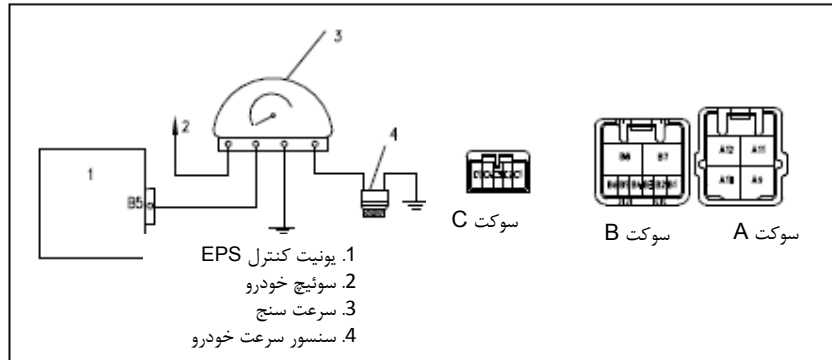 3
2
4
1
B5
A12 A11
A10 A9
B6 B7
سوکت C
سوکت B
سوکت A
1. یونیت کنترل EPS
2. سوئیچ خودرو
3. سرعت سنج
4. سنسور سرعت خودرو